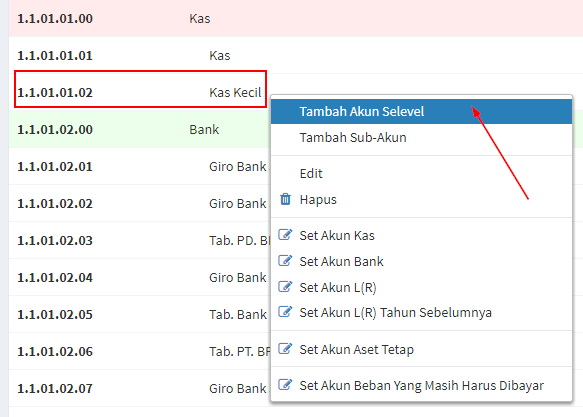 1.1.01.01.00 Kas
1.1.01.01.01 Kas
1.1.01.01.02 Kas Kecil
Tambah Akun Selevel
1.1.01.02.00 Bank
Tambah Sub-Akun
1.1.01.02.01 Giro Bank
Edit
1.1.01.02.02 Giro Bank
Hapus
1.1.01.02.03 Tab. PD.
Set Akun Kas
Set Akun Bank
1.1.01.02.04 Giro Bank
Set Akun L(R)
1.1.01.02.05 Tab. Bank
Set Akun L(R) Tahun Sebelumnya
1.1.01.02.06 Tab. PT.
Set Akun Aset Tetap
1.1.01.02.07 Giro Bank
Set Akun Beban Yang Masih Harus Dibayar